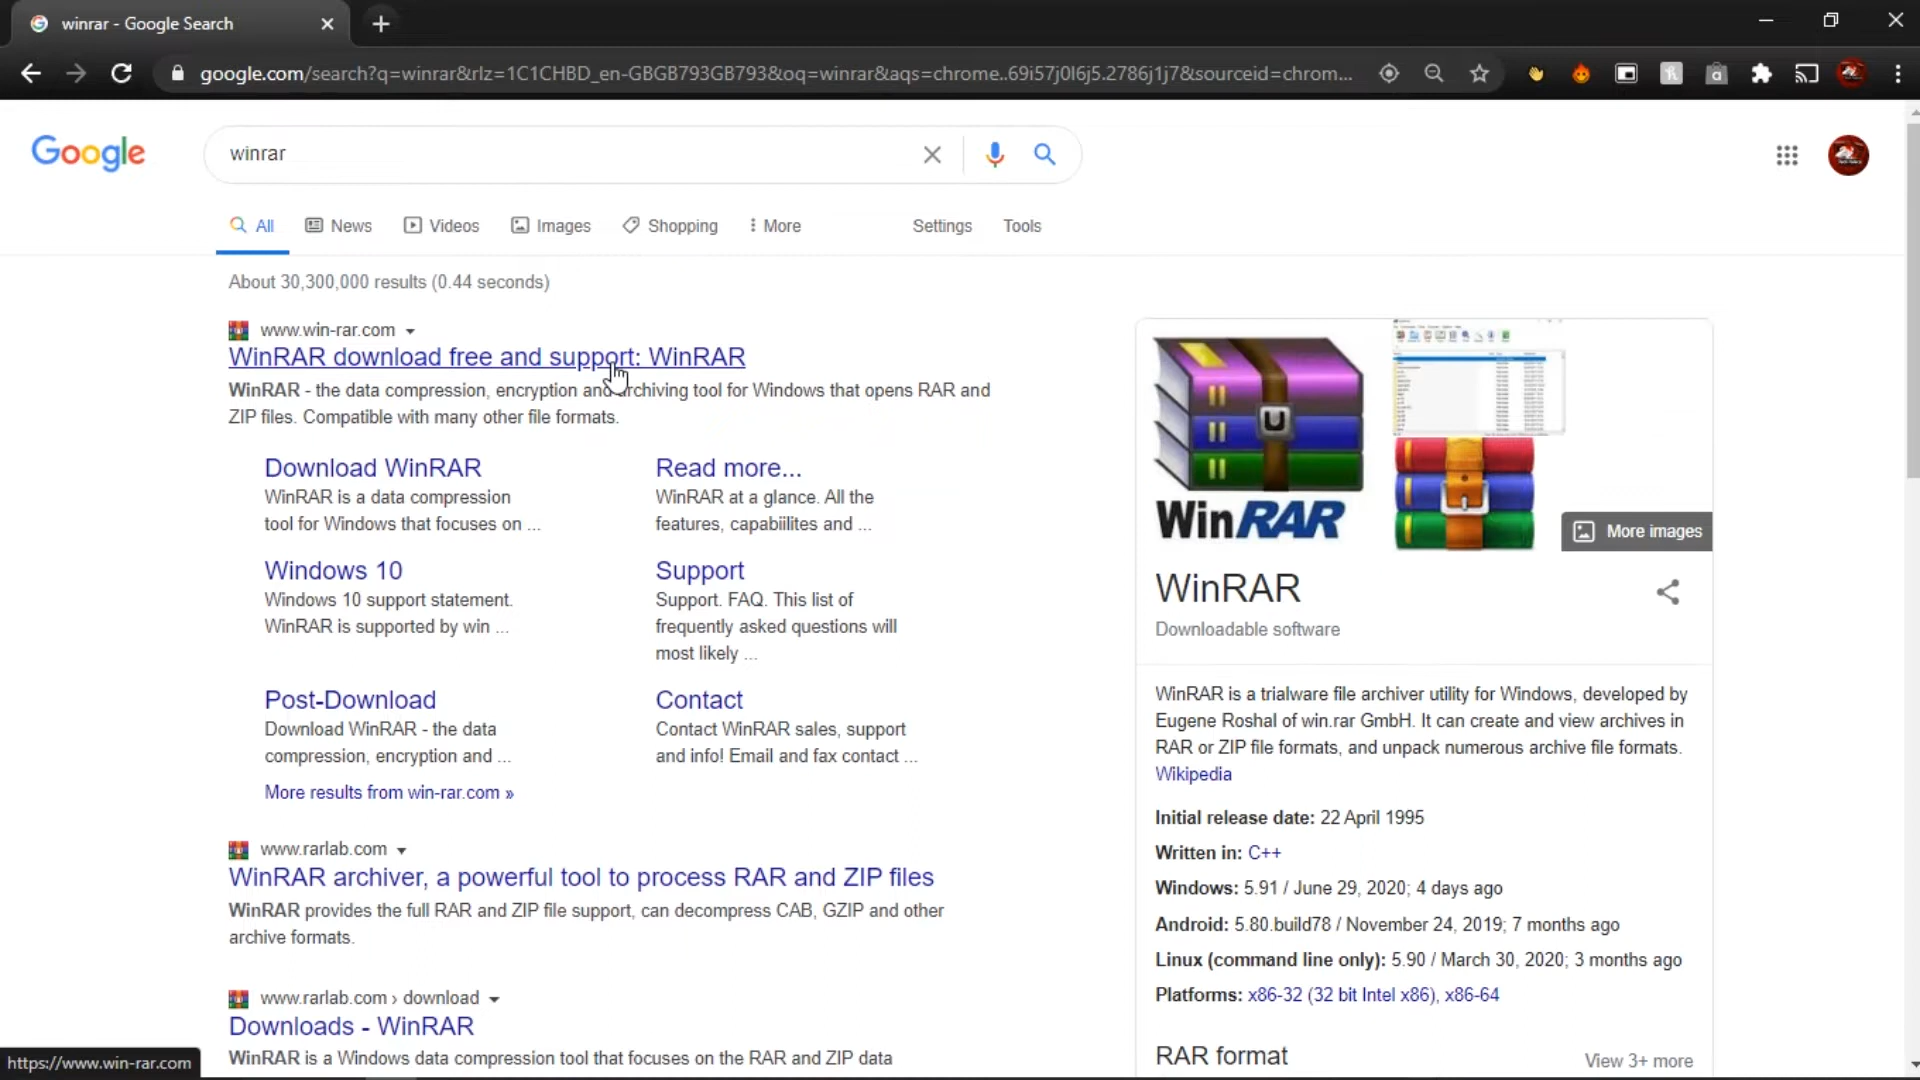 winrar - Google Search
google.com/search?q=winrar&rlz=1C1CHBD_en-GBGB793GB793&oq=winrar&aqs=chrome..69i57j0l6j5.2786j1j7&sourceid=chrom...
Google
winrar
All News Videos Images Shopping More Settings Tools
About 30,300,000 results (0.44 seconds)
www.win-rar.com
WinRAR download free and support: WinRAR
WinRAR - the data compression, encryption and archiving tool for Windows that opens RAR and
ZIP files. Compatible with many other file formats.
Download WinRAR
WinRAR is a data compression
tool for Windows that focuses on ...
Read more...
WinRAR at a glance. All the
features, capabiilites and ...
Windows 10
Windows 10 support statement.
WinRAR is supported by win ...
Support
Support. FAQ. This list of
frequently asked questions will
most likely ...
Post-Download
Download WinRAR - the data
compression, encryption and ...
Contact
Contact WinRAR sales, support
and info! Email and fax contact ...
More results from win-rar.com »
www.rarlab.com
WinRAR archiver, a powerful tool to process RAR and ZIP files
WinRAR provides the full RAR and ZIP file support, can decompress CAB, GZIP and other
archive formats.
www.rarlab.com › download
Downloads - WinRAR
WinRAR is a Windows data compression tool that focuses on the RAR and ZIP data
https://www.win-rar.com
WinRAR
More images
WinRAR
Downloadable software
WinRAR is a trialware file archiver utility for Windows, developed by
Eugene Roshal of win.rar GmbH. It can create and view archives in
RAR or ZIP file formats, and unpack numerous archive file formats.
Wikipedia
Initial release date: 22 April 1995
Written in: C++
Windows: 5.91 / June 29, 2020; 4 days ago
Android: 5.80.build78 / November 24, 2019; 7 months ago
Linux (command line only): 5.90 / March 30, 2020; 3 months ago
Platforms: x86-32 (32 bit Intel x86), x86-64
RAR format
View 3+ more